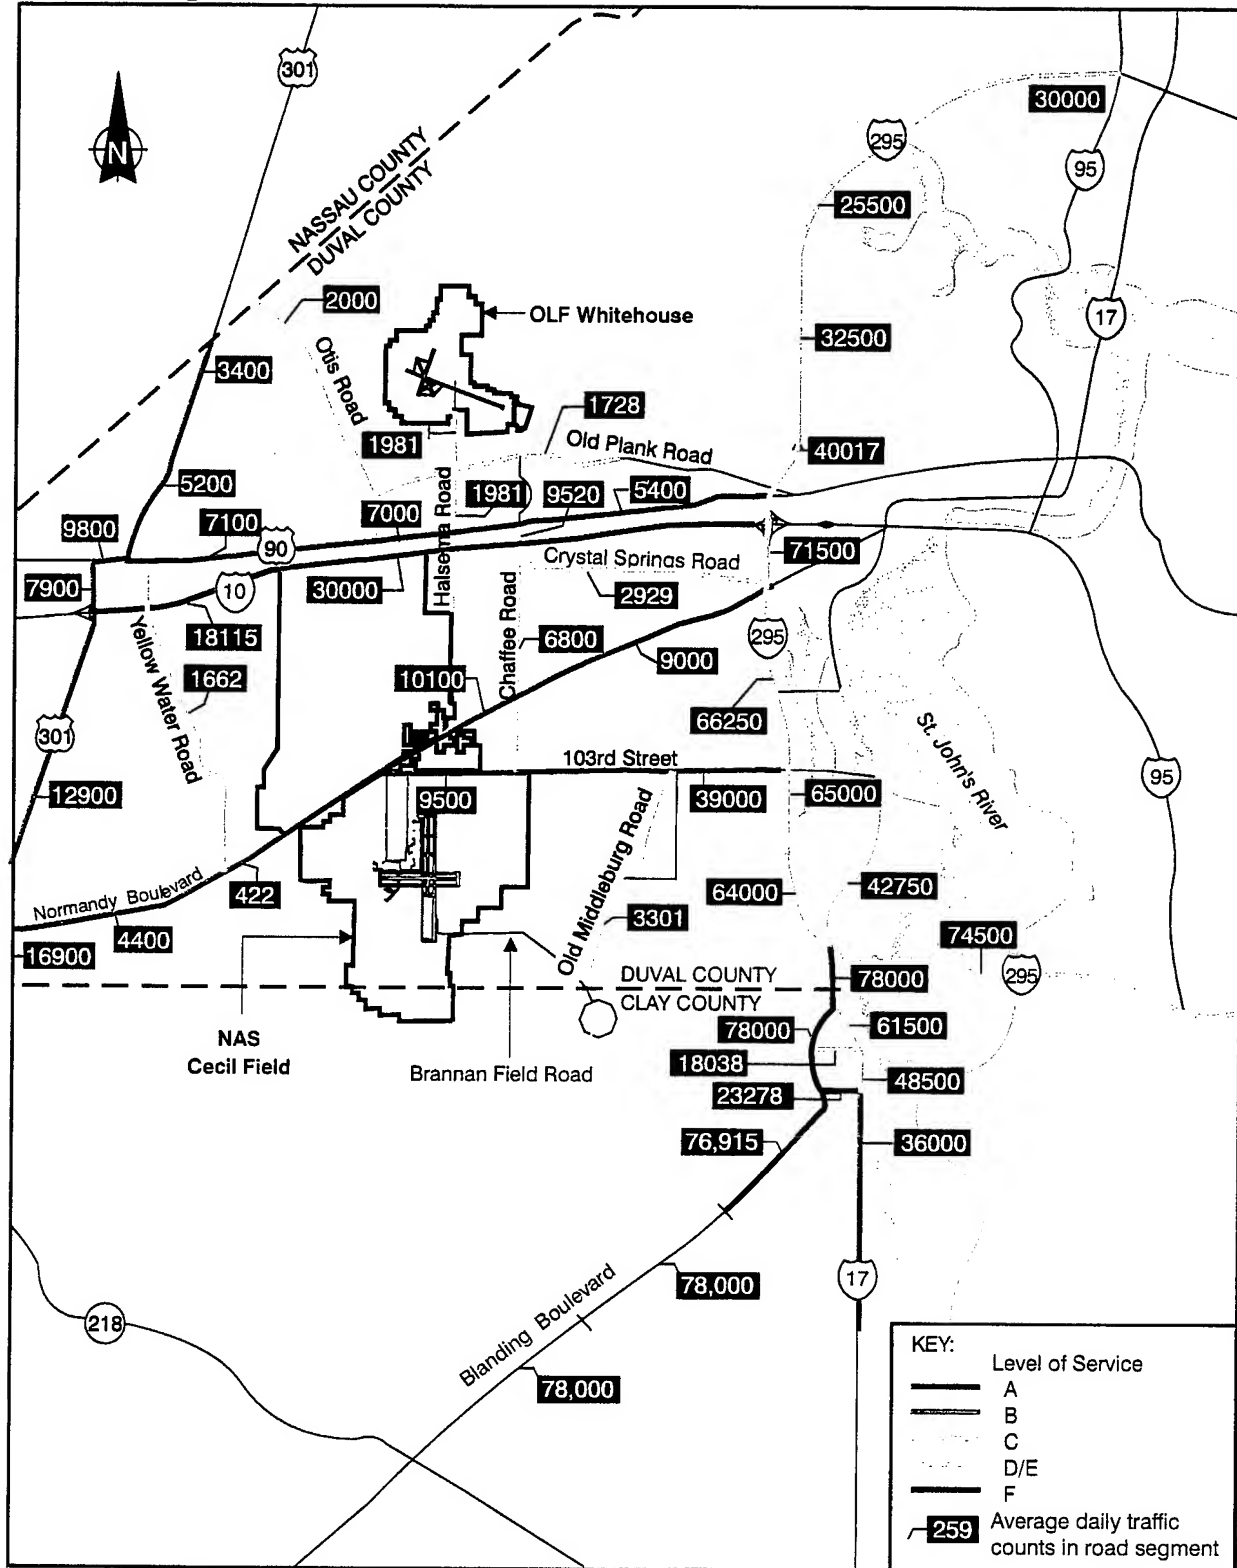 301
30000
295
95
N
NASSAU COUNTY
DUVAL COUNTY
25500
2000
OLF Whitehouse
17
32500
3400
Otis Road
1728
1981
Old Plank Road
40017
5200
1981
9520
5400
7000
Halsema Road
9800
7100
90
71500
Crystal Springs Road
7900
10
30000
2929
18115
Yellow Water Road
Chaffee Road
6800
295
9000
1662
10100
66250
301
St. John's River
103rd Street
95
12900
9500
39000
65000
Old Middleburg Road
422
64000
42750
Normandy Boulevard
4400
3301
74500
16900
DUVAL COUNTY
78000
295
CLAY COUNTY
NAS
Cecil Field
78000
61500
18038
Brannan Field Road
48500
23278
76,915
36000
17
78,000
218
Blanding Boulevard
78,000
KEY:
Level of Service
A
B
C
D/E
F
259 Average daily traffic
counts in road segment